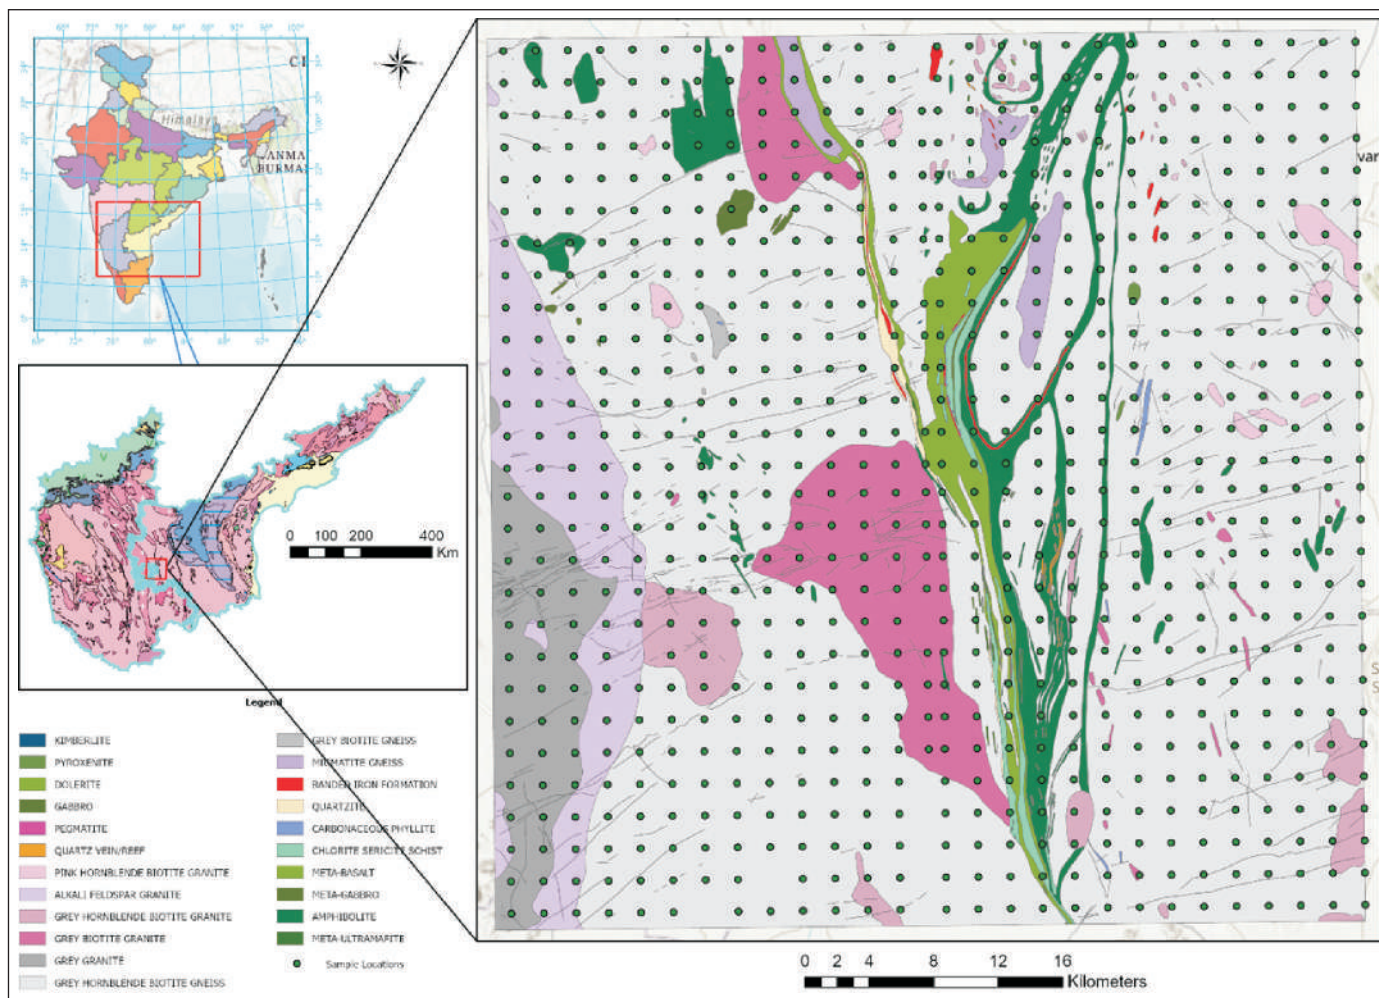 Himalaya
C
ANMA
BURMA
0 100 200 400
Km
Legend
KIMBERLITE
PYROXENITE
DOLERITE
GABBRO
PEGMATITE
QUARTZ VEIN/REEF
PINK HORNBLENDE BIOTITE GRANITE
ALKALI FELDSPAR GRANITE
GREY HORNBLENDE BIOTITE GRANITE
GREY BIOTITE GRANITE
GREY GRANITE
GREY HORNBLENDE BIOTITE GNEISS
GREY BIOTITE GNEISS
MIGMATITE GNEISS
BANDED IRON FORMATION
QUARTZITE
CARBONACEOUS PHYLLITE
CHLORITE SERICITE SCHIST
META-BASALT
META-GABBRO
AMPHIBOLITE
META-ULTRAMAFITE
Sample Locations
var
S
S
0 2 4 8 12 16
Kilometers